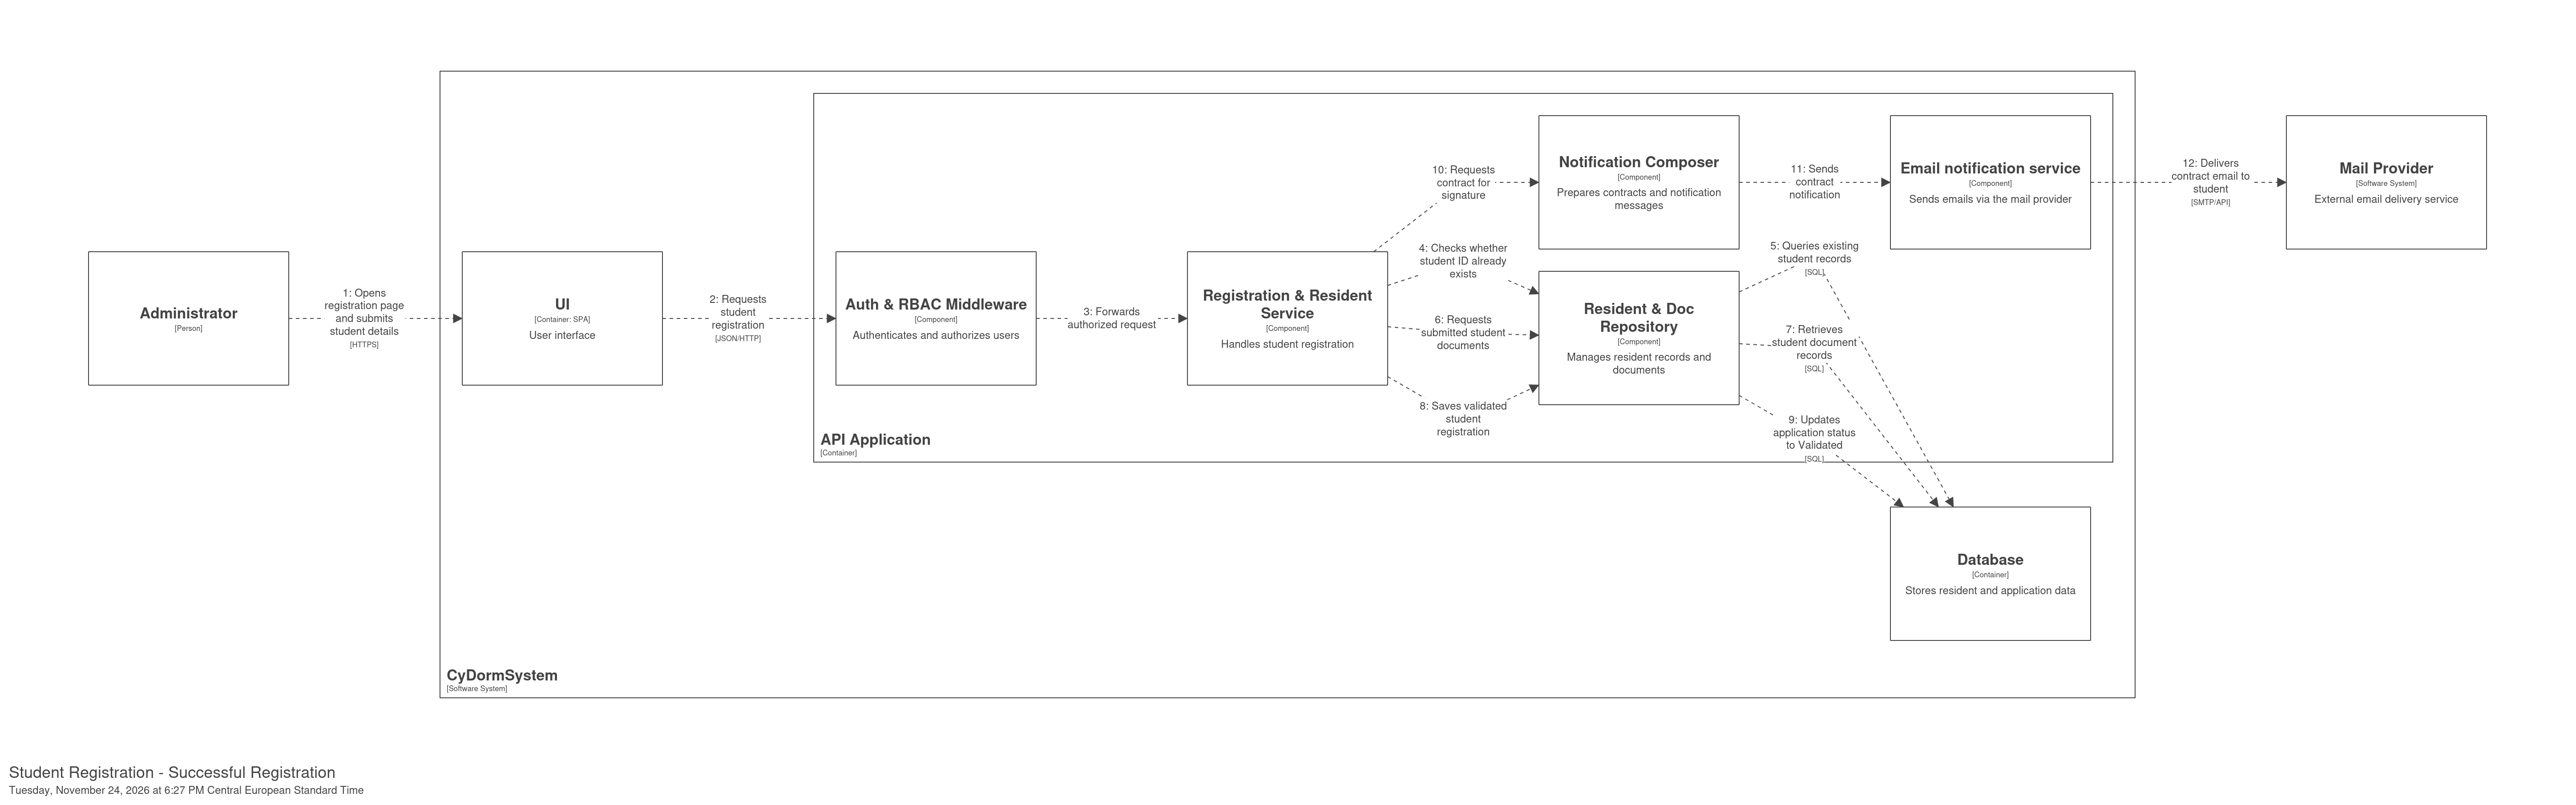 Administrator
[Person]
1: Opens
registration page
and submits
student details
[HTTPS]
UI
[Container: SPA]
User interface
2: Requests
student
registration
[JSON/HTTP]
Auth & RBAC Middleware
[Component]
Authenticates and authorizes users
3: Forwards
authorized request
Registration & Resident
Service
[Component]
Handles student registration
10: Requests
contract for
signature
4: Checks whether
student ID already
exists
6: Requests
submitted student
documents
8: Saves validated
student
registration
Notification Composer
[Component]
Prepares contracts and notification
messages
Resident & Doc
Repository
[Component]
Manages resident records and
documents
11: Sends
contract
notification
5: Queries existing
student records
[SQL]
7: Retrieves
student document
records
[SQL]
9: Updates
application status
to Validated
[SQL]
Email notification service
[Component]
Sends emails via the mail provider
12: Delivers
contract email to
student
[SMTP/API]
Mail Provider
[Software System]
External email delivery service
API Application
[Container]
Database
[Container]
Stores resident and application data
CyDormSystem
[Software System]
Student Registration - Successful Registration
Tuesday, November 24, 2026 at 6:27 PM Central European Standard Time